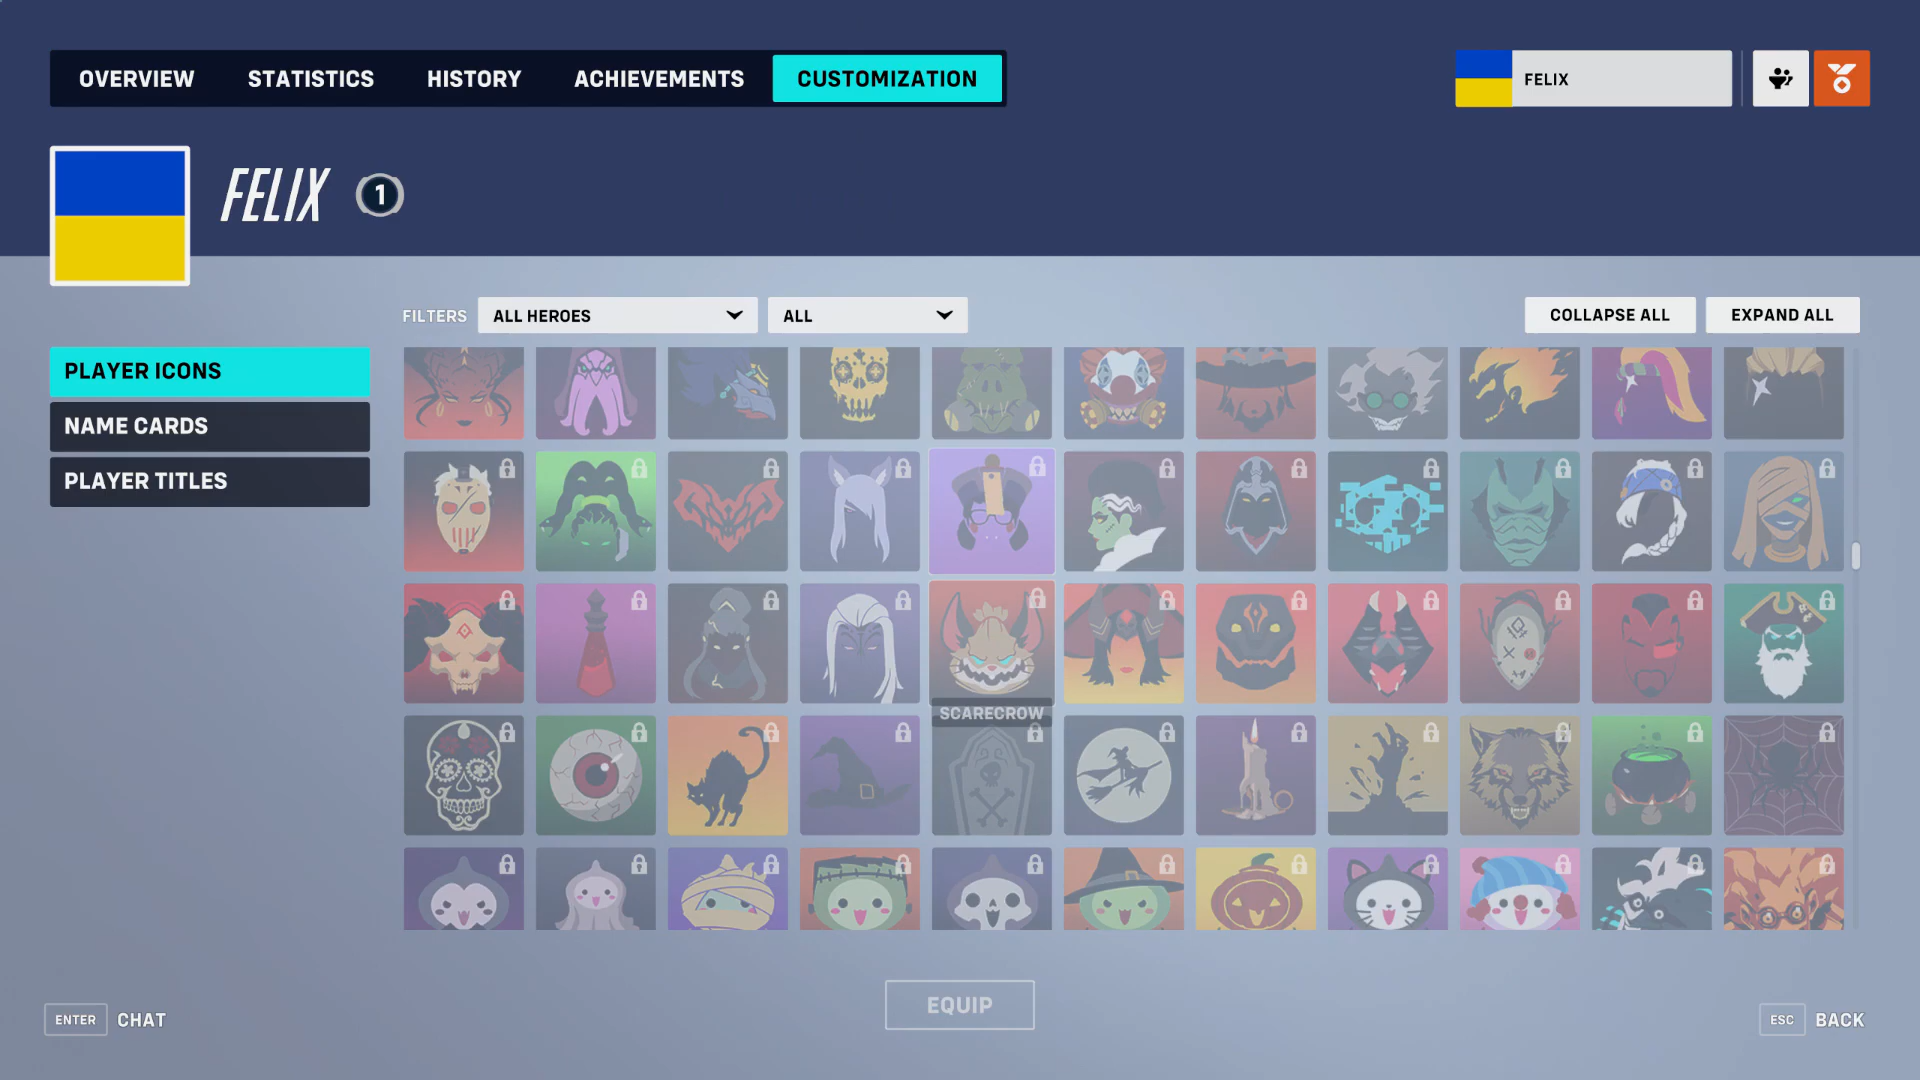 OVERVIEW STATISTICS HISTORY ACHIEVEMENTS CUSTOMIZATION FELIX
FELIX 1
FILTERS ALL HEROES ALL COLLAPSE ALL EXPAND ALL
PLAYER ICONS
NAME CARDS
PLAYER TITLES
SCARECROW
EQUIP
ENTER CHAT ESC BACK